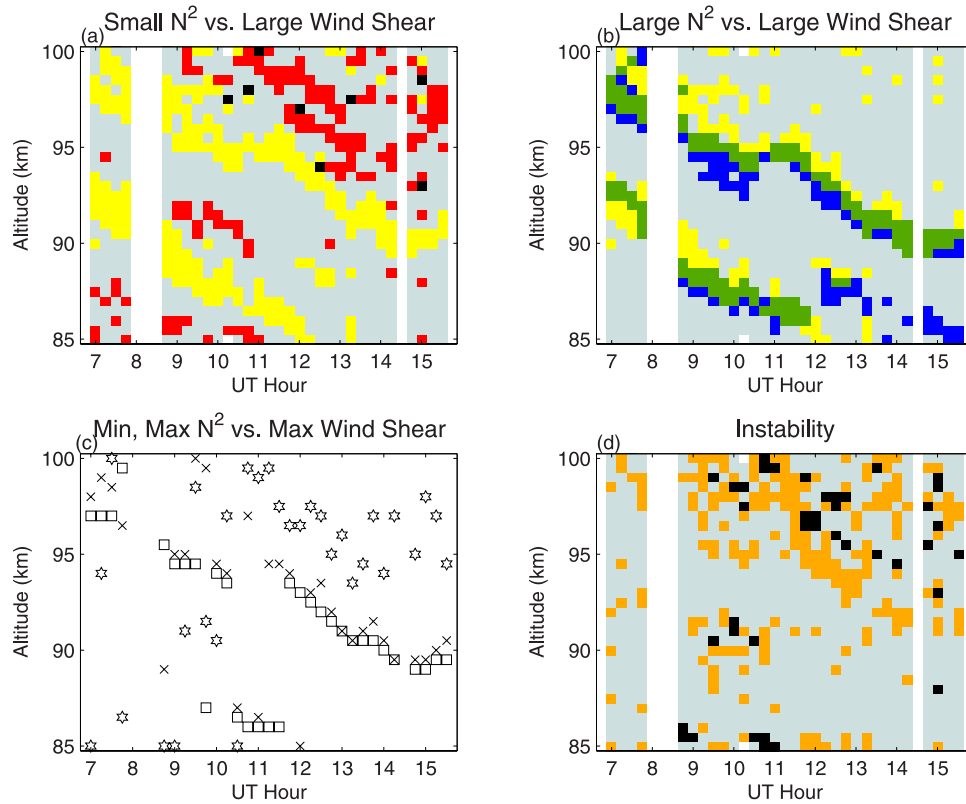 Small N² vs. Large Wind Shear
Large N² vs. Large Wind Shear
(a)
(b)
100
95
90
85
Altitude (km)
7 8 9 10 11 12 13 14 15
UT Hour
100
95
90
85
Altitude (km)
7 8 9 10 11 12 13 14 15
UT Hour
Min, Max N² vs. Max Wind Shear
Instability
(c)
(d)
100
95
90
85
Altitude (km)
7 8 9 10 11 12 13 14 15
UT Hour
100
95
90
85
Altitude (km)
7 8 9 10 11 12 13 14 15
UT Hour